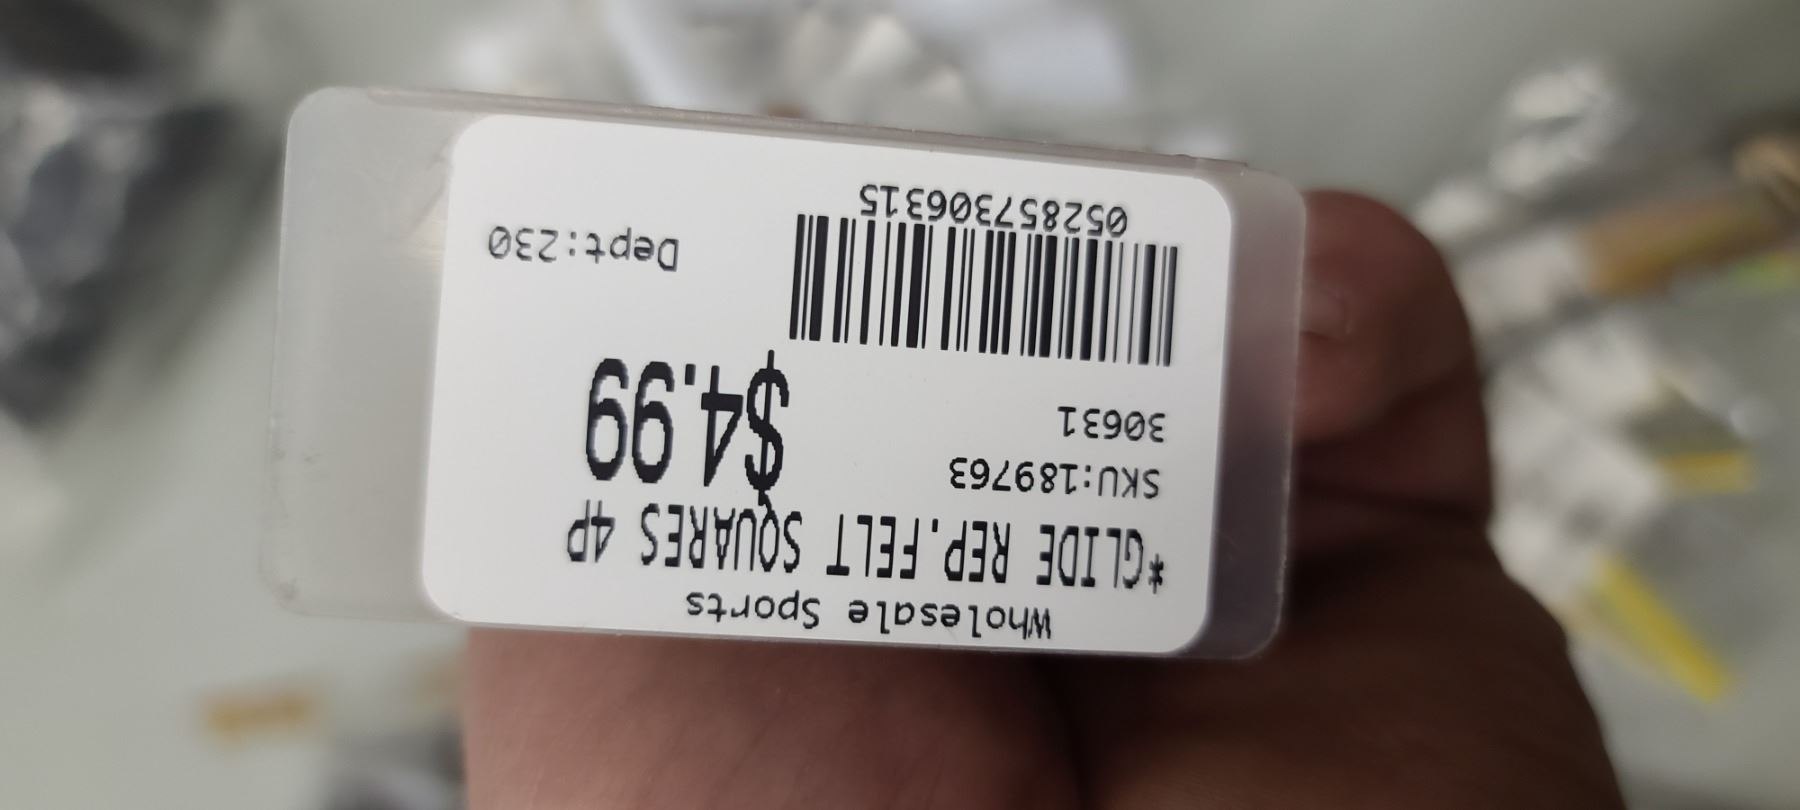 Wholesale Sports
*GLIDE REP.FELT SQUARES 4P
SKU:189763
30631
$4.99
052857306315
Dept:230